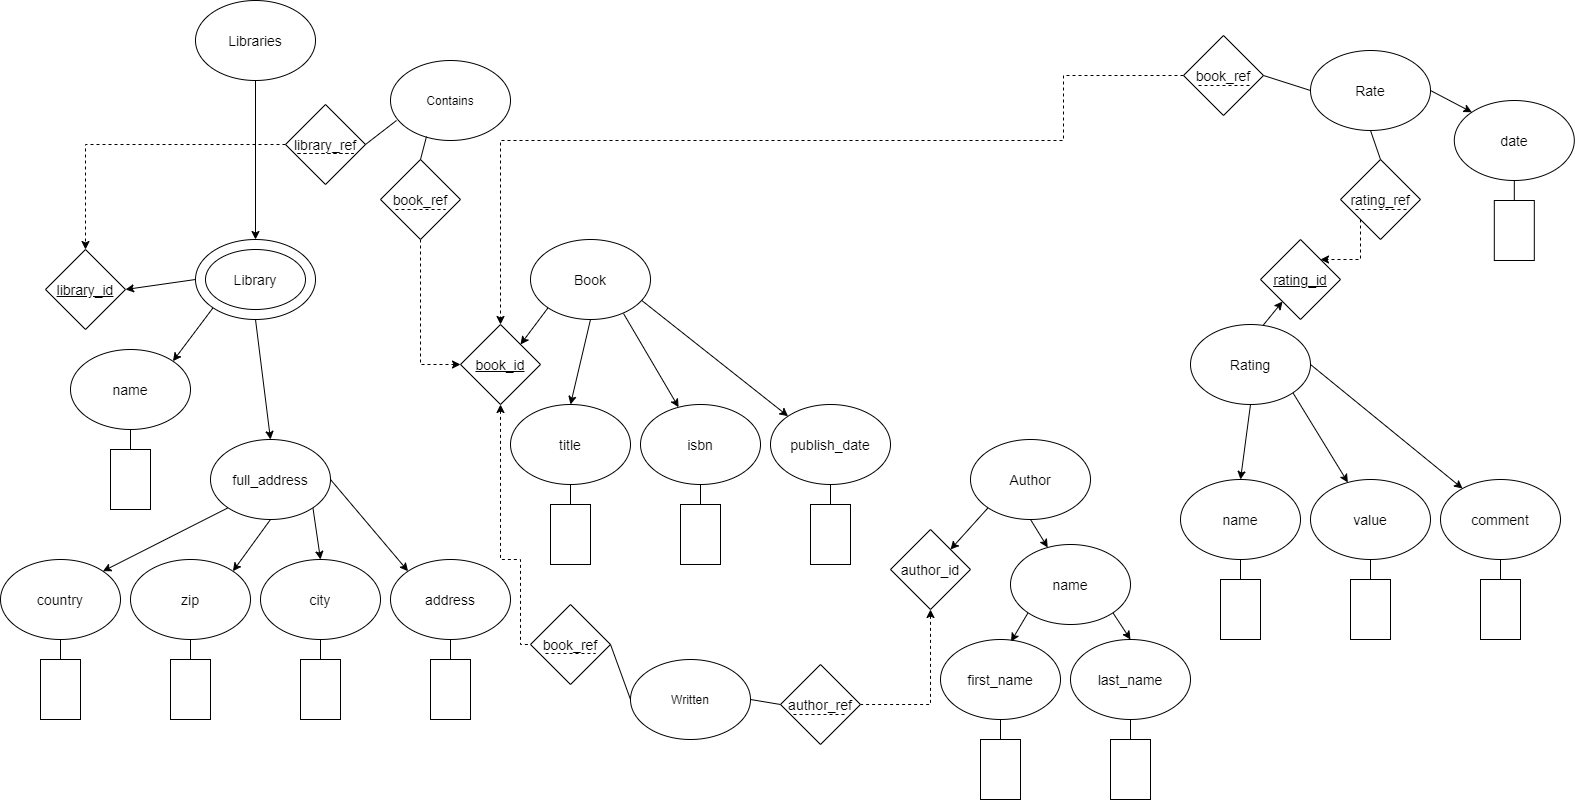 Libraries
Contains
library_ref
book_ref
book_ref
Rate
date
rating_ref
Library
library_id
name
Book
book_id
rating_id
Rating
title
isbn
publish_date
full_address
Author
name
value
comment
country
zip
city
address
author_id
name
book_ref
Written
author_ref
first_name
last_name